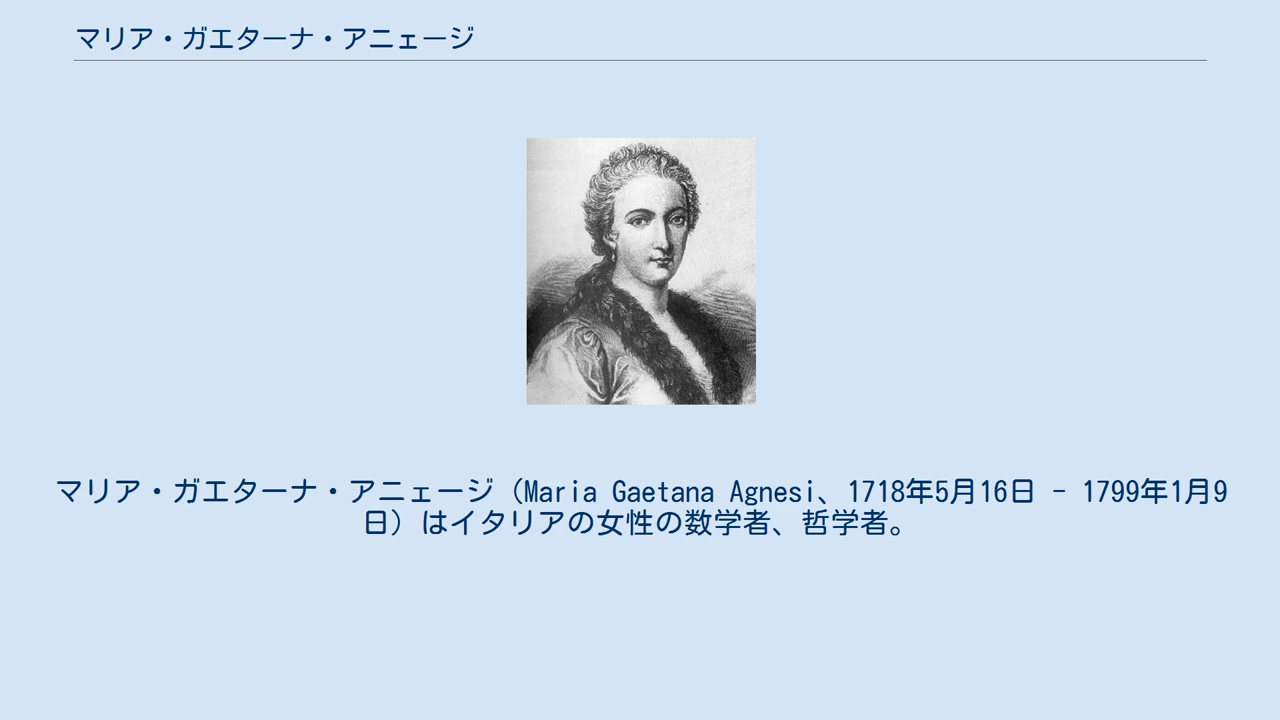 マリア・ガエターナ・アニェージ
マリア・ガエターナ・アニェージ（Maria Gaetana Agnesi、1718年5月16日 - 1799年1月9
日）はイタリアの女性の数学者、哲学者。